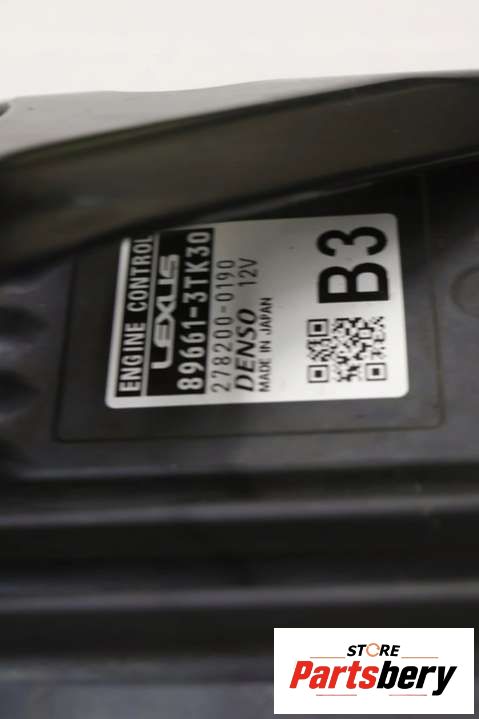 ENGINE CONTROL
LEXUS
89661-3TK30
278200-0190
DENSO 12V
MADE IN JAPAN
B3
STORE
Partsbery